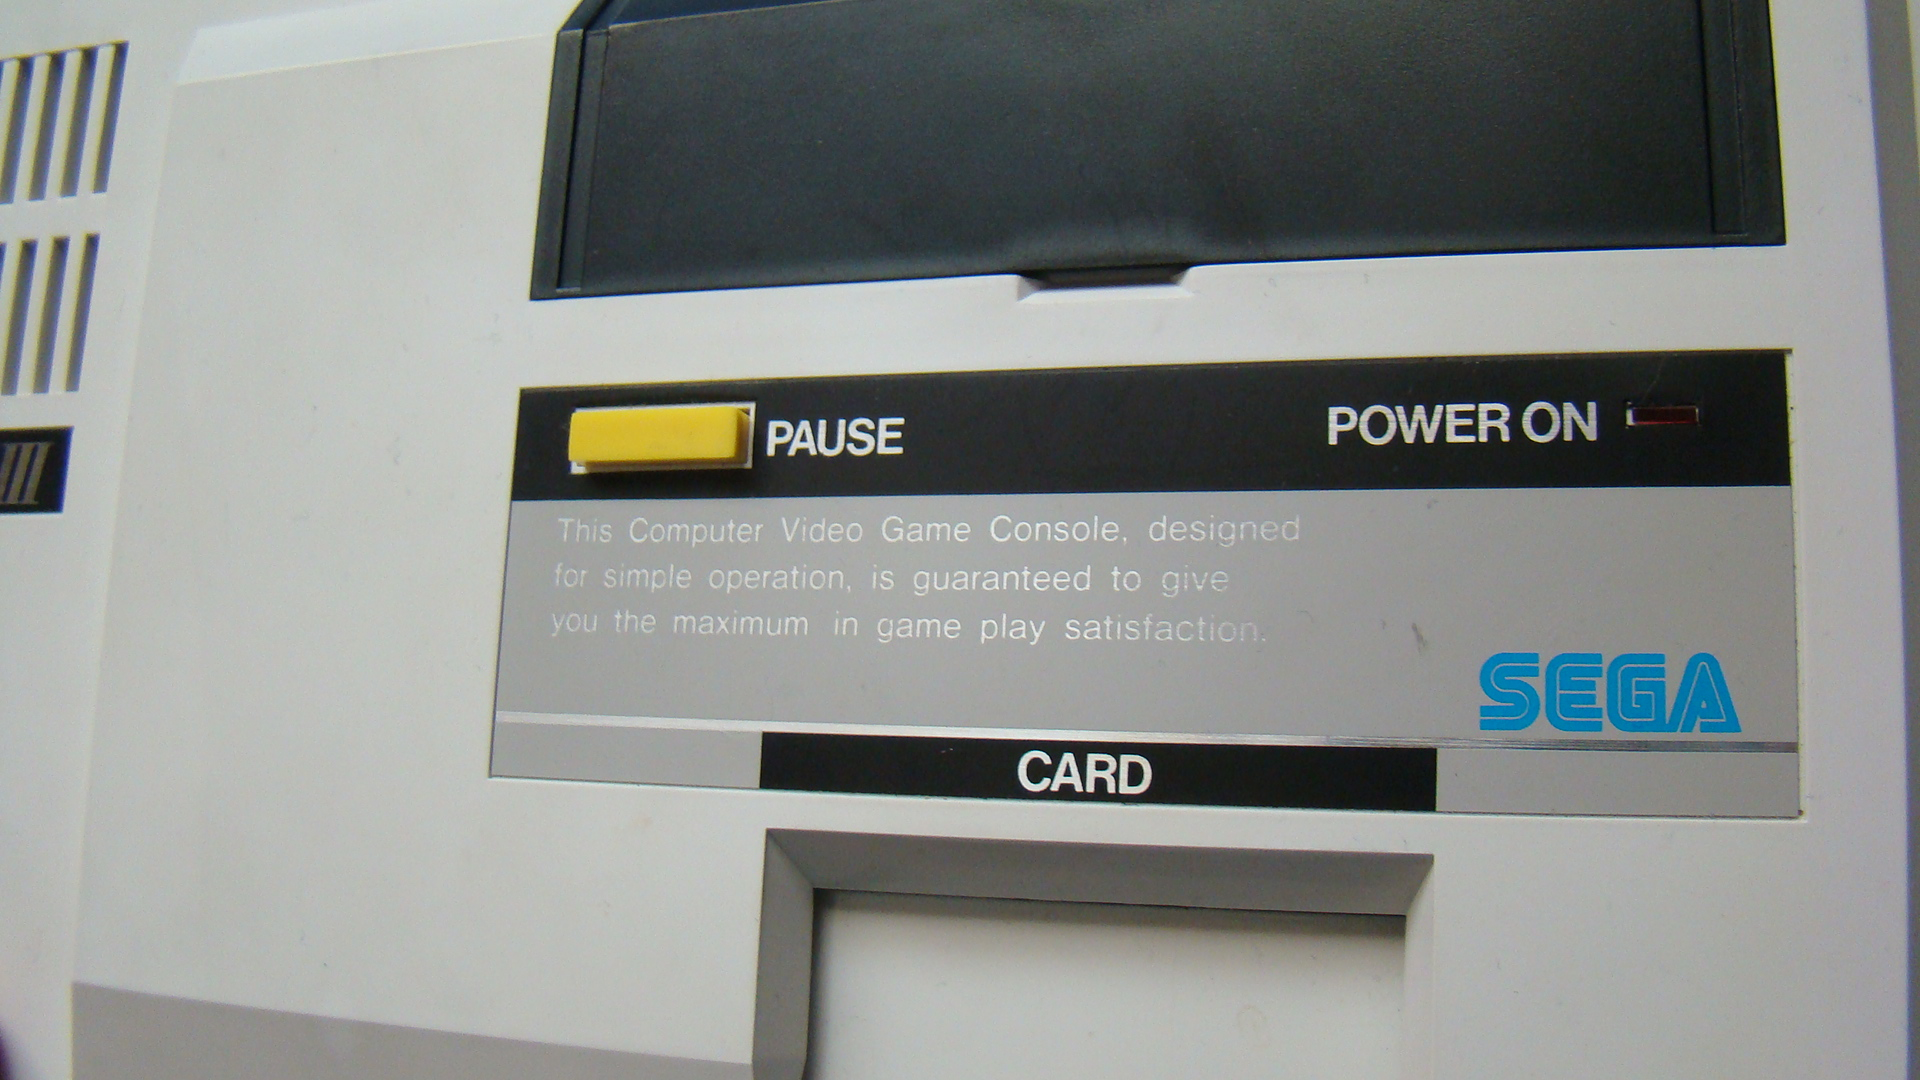 PAUSE
POWER ON
This Computer Video Game Console, designed
for simple operation, is guaranteed to give
you the maximum in game play satisfaction.
SEGA
CARD